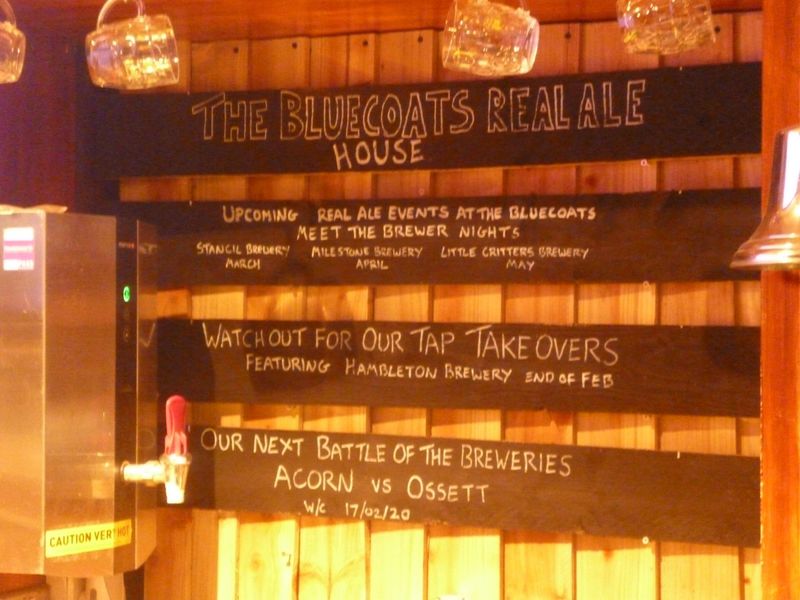 THE BLUECOATS REAL ALE
HOUSE
UPCOMING REAL ALE EVENTS AT THE BLUECOATS
MEET THE BREWER NIGHTS
STANCIL BREWERY MILESTONE BREWERY LITTLE CRITTERS BREWERY
MARCH APRIL MAY
WATCH OUT FOR OUR TAP TAKEOVERS
FEATURING HAMBLETON BREWERY END OF FEB
OUR NEXT BATTLE OF THE BREWERIES
ACORN VS OSSETT
W/C 17/02/20
CAUTION VERY HOT